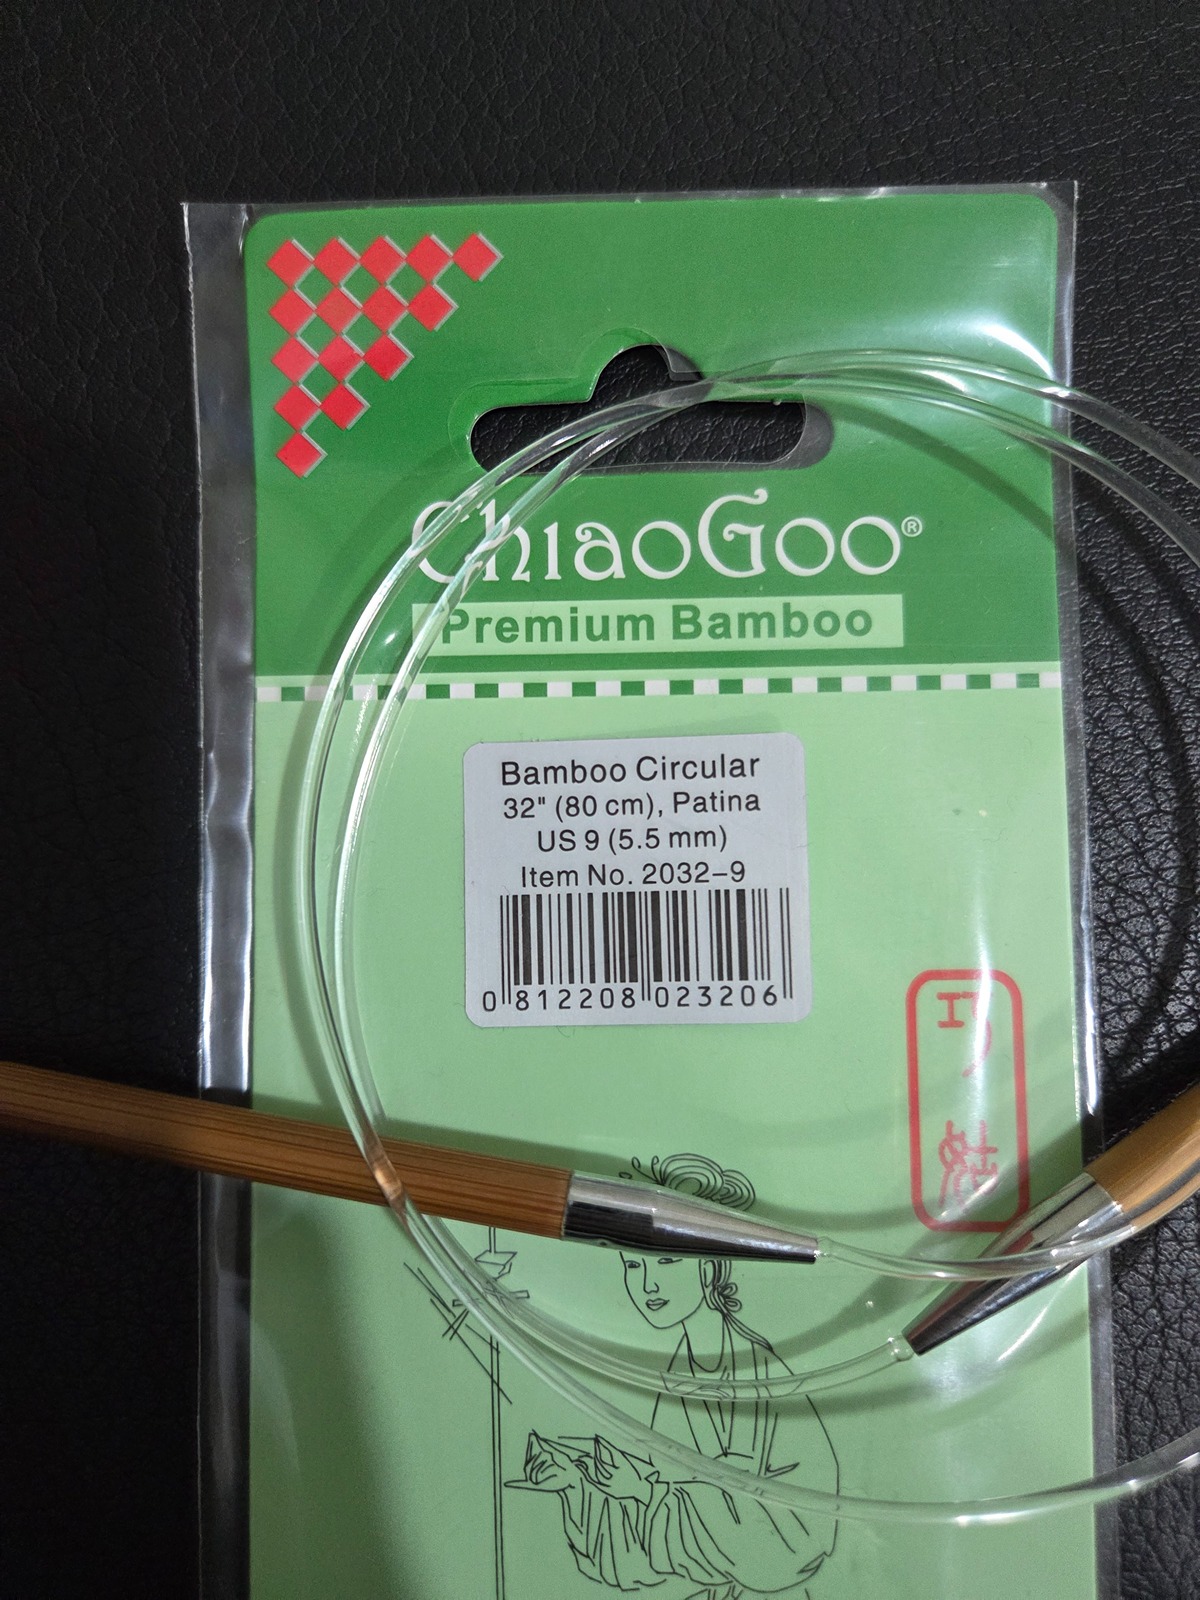 ChiaoGoo®
Premium Bamboo
Bamboo Circular
32" (80 cm), Patina
US 9 (5.5 mm)
Item No. 2032-9
0 812208 023206
巧